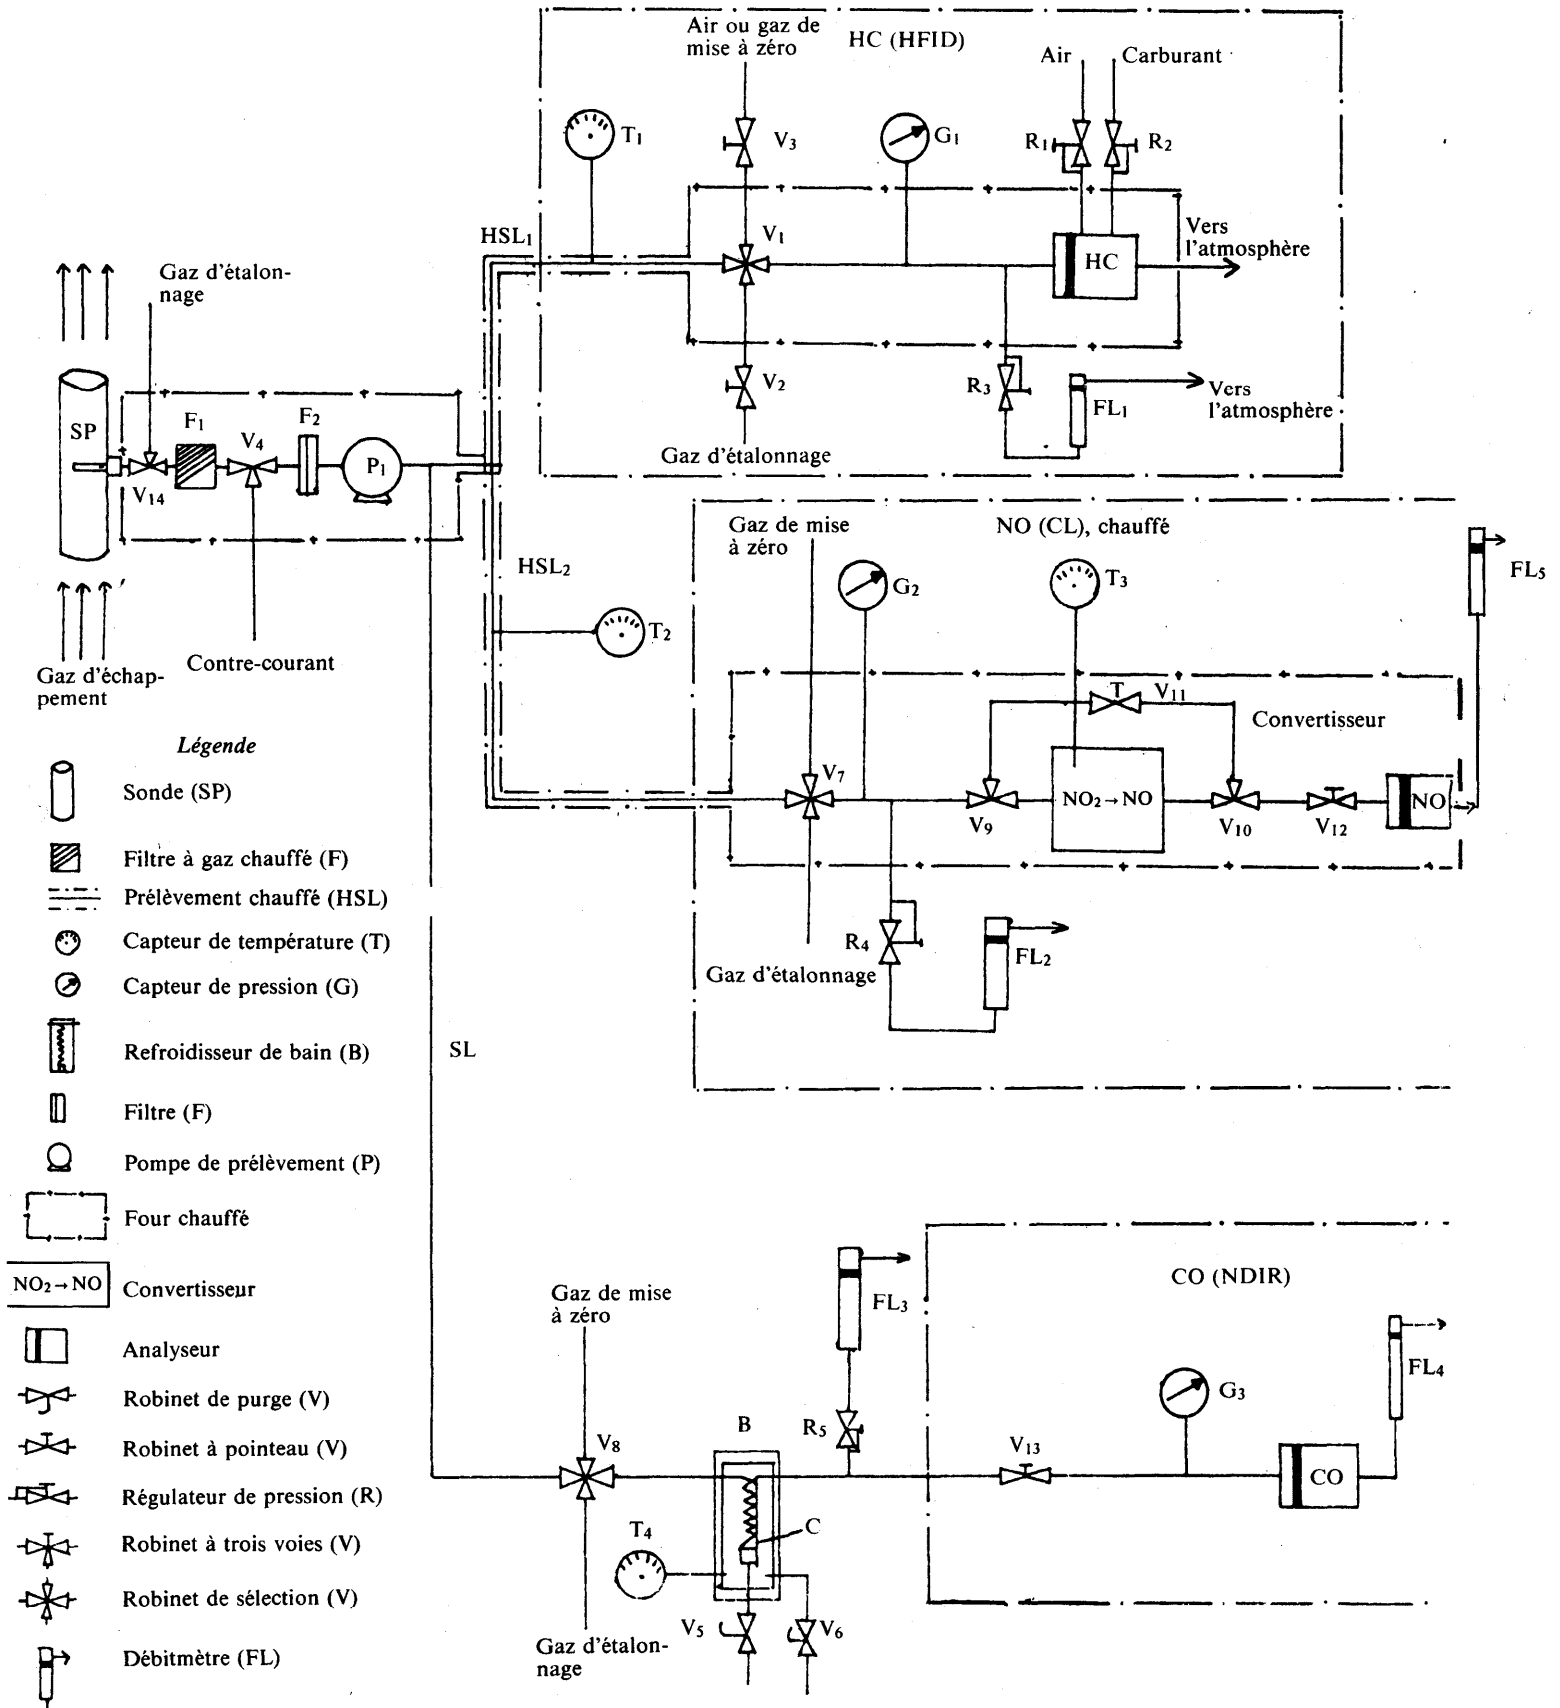 Air ou gaz de
mise à zéro
HC (HFID)
Air
Carburant
T1
V3
G1
R1
R2
HSL1
V1
HC
Vers
l'atmosphère
Gaz d'étalon-
nage
V2
R3
FL1
Vers
l'atmosphère
Gaz d'étalonnage
SP
F1
F2
V4
P1
V14
Gaz de mise
à zéro
NO (CL), chauffé
HSL2
G2
T3
FL5
T2
Gaz d'échap-
pement
Contre-courant
T
V11
Convertisseur
V7
V9
NO2→NO
V10
V12
NO
R4
FL2
Gaz d'étalonnage
SL
Légende
Sonde (SP)
Filtre à gaz chauffé (F)
Prélèvement chauffé (HSL)
Capteur de température (T)
Capteur de pression (G)
Refroidisseur de bain (B)
Filtre (F)
Pompe de prélèvement (P)
Four chauffé
NO2→NO
Convertisseur
Analyseur
Robinet de purge (V)
Robinet à pointeau (V)
Régulateur de pression (R)
Robinet à trois voies (V)
Robinet de sélection (V)
Débitmètre (FL)
Gaz de mise
à zéro
FL3
CO (NDIR)
FL4
G3
V8
B
R5
V13
CO
T4
C
V5
V6
Gaz d'étalon-
nage